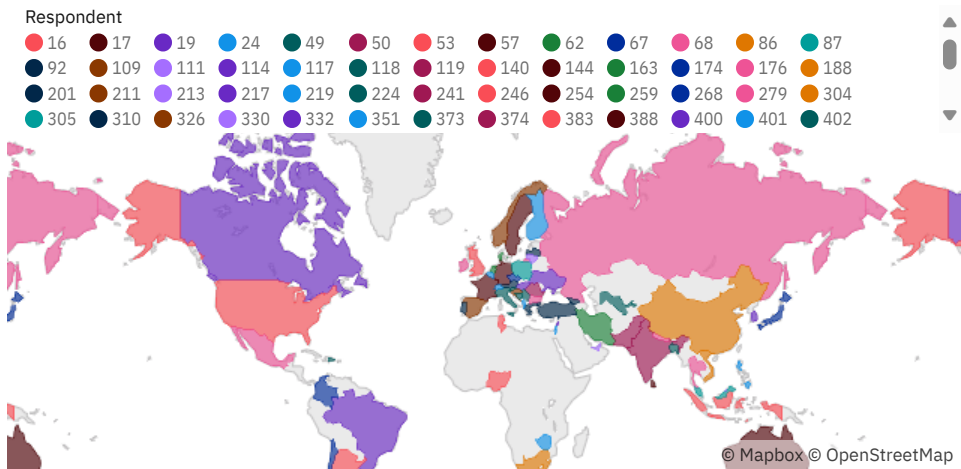 Respondent
16 17 19 24 49 50 53 57 62 67 68 86 87
92 109 111 114 117 118 119 140 144 163 174 176 188
201 211 213 217 219 224 241 246 254 259 268 279 304
305 310 326 330 332 351 373 374 383 388 400 401 402
© Mapbox © OpenStreetMap